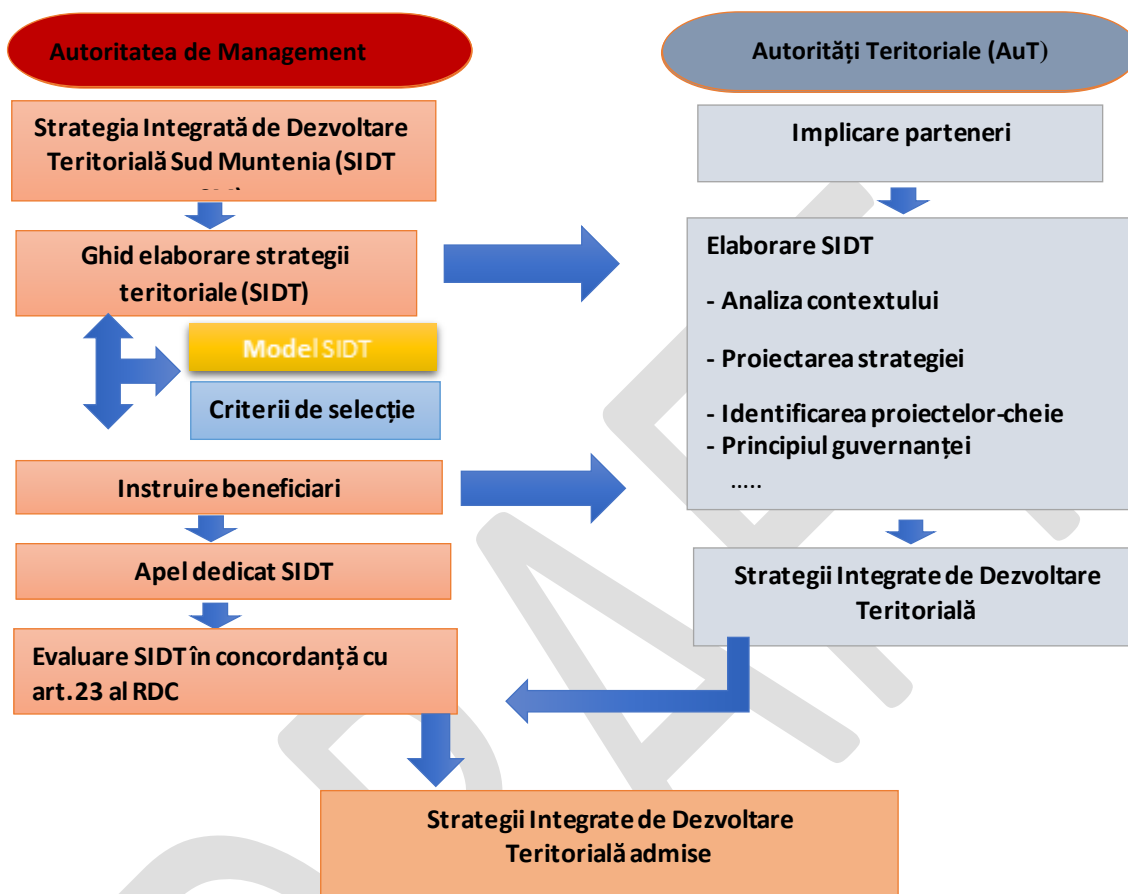 Autoritatea de Management
Strategia Integrată de Dezvoltare
Teritorială Sud Muntenia (SIDT
Ghid elaborare strategii
teritoriale (SIDT)
Model SIDT
Criterii de selecție
Instruire beneficiari
Apel dedicat SIDT
Evaluare SIDT în concordanță cu
art.23 al RDC
Autorități Teritoriale (AuT)
Implicare parteneri
Elaborare SIDT
- Analiza contextului
- Proiectarea strategiei
- Identificarea proiectelor-cheie
- Principiul guvernanței
.....
Strategii Integrate de Dezvoltare
Teritorială
Strategii Integrate de Dezvoltare
Teritorială admise